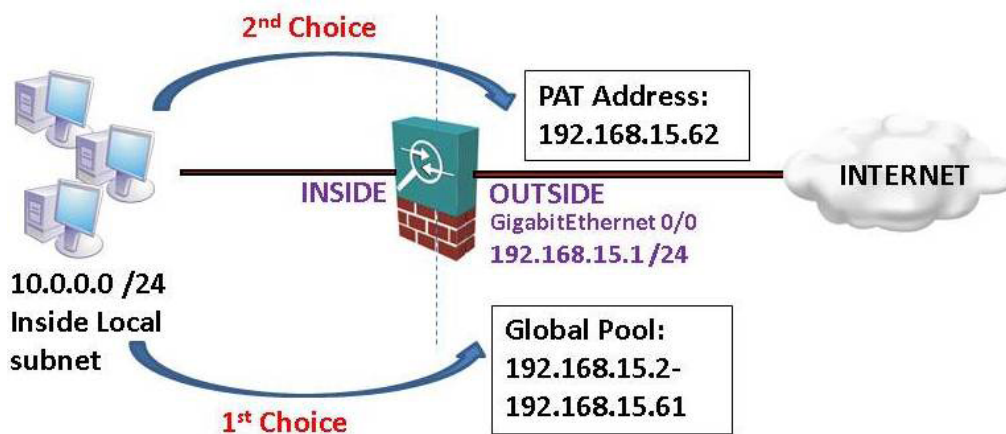 2nd Choice
PAT Address:
192.168.15.62
INSIDE
OUTSIDE
GigabitEthernet 0/0
192.168.15.1 /24
INTERNET
10.0.0.0 /24
Inside Local
subnet
Global Pool:
192.168.15.2-
192.168.15.61
1st Choice